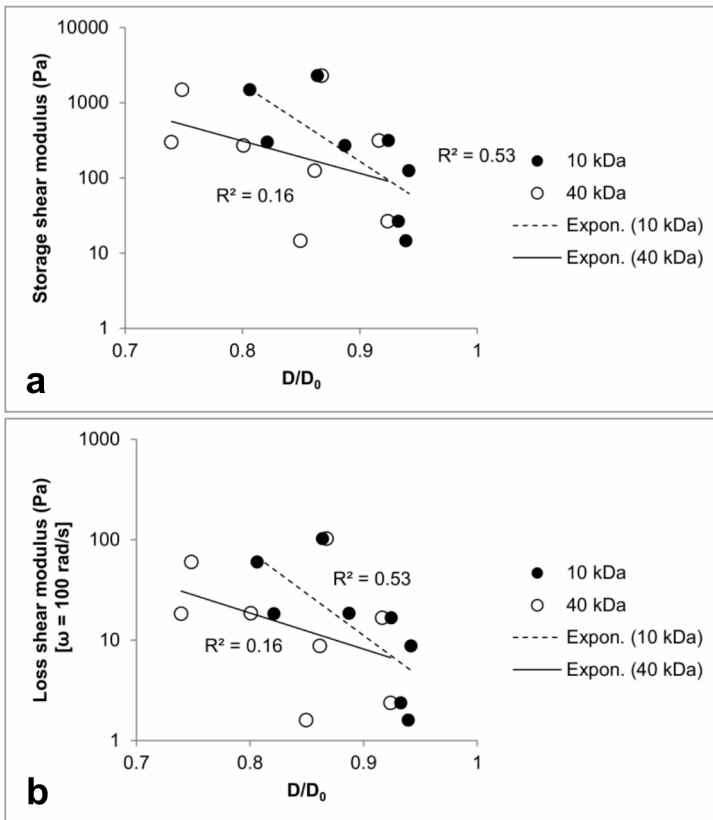 10000
1000
100
10
1
Storage shear modulus (Pa)
R² = 0.53
R² = 0.16
10 kDa
40 kDa
Expon. (10 kDa)
Expon. (40 kDa)
0.7 0.8 0.9 1
D/D₀
a
1000
100
10
1
Loss shear modulus (Pa)
[ω = 100 rad/s]
R² = 0.53
R² = 0.16
10 kDa
40 kDa
Expon. (10 kDa)
Expon. (40 kDa)
0.7 0.8 0.9 1
D/D₀
b